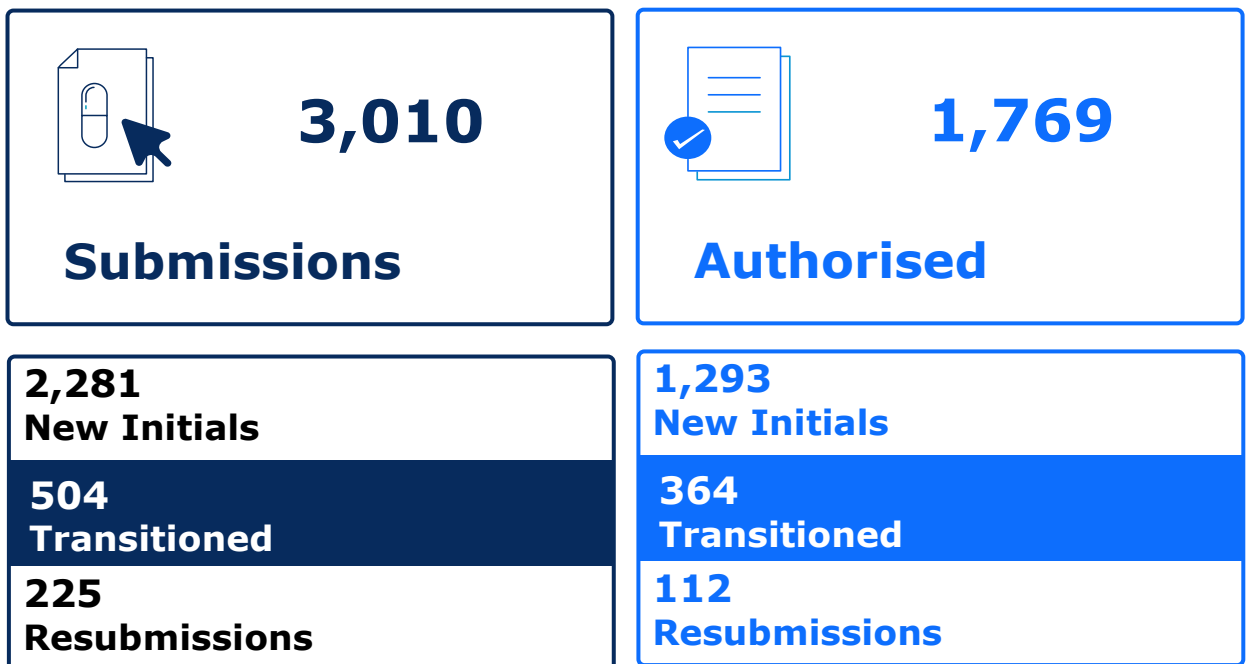 3,010
Submissions
1,769
Authorised
2,281
New Initials
504
Transitioned
225
Resubmissions
1,293
New Initials
364
Transitioned
112
Resubmissions